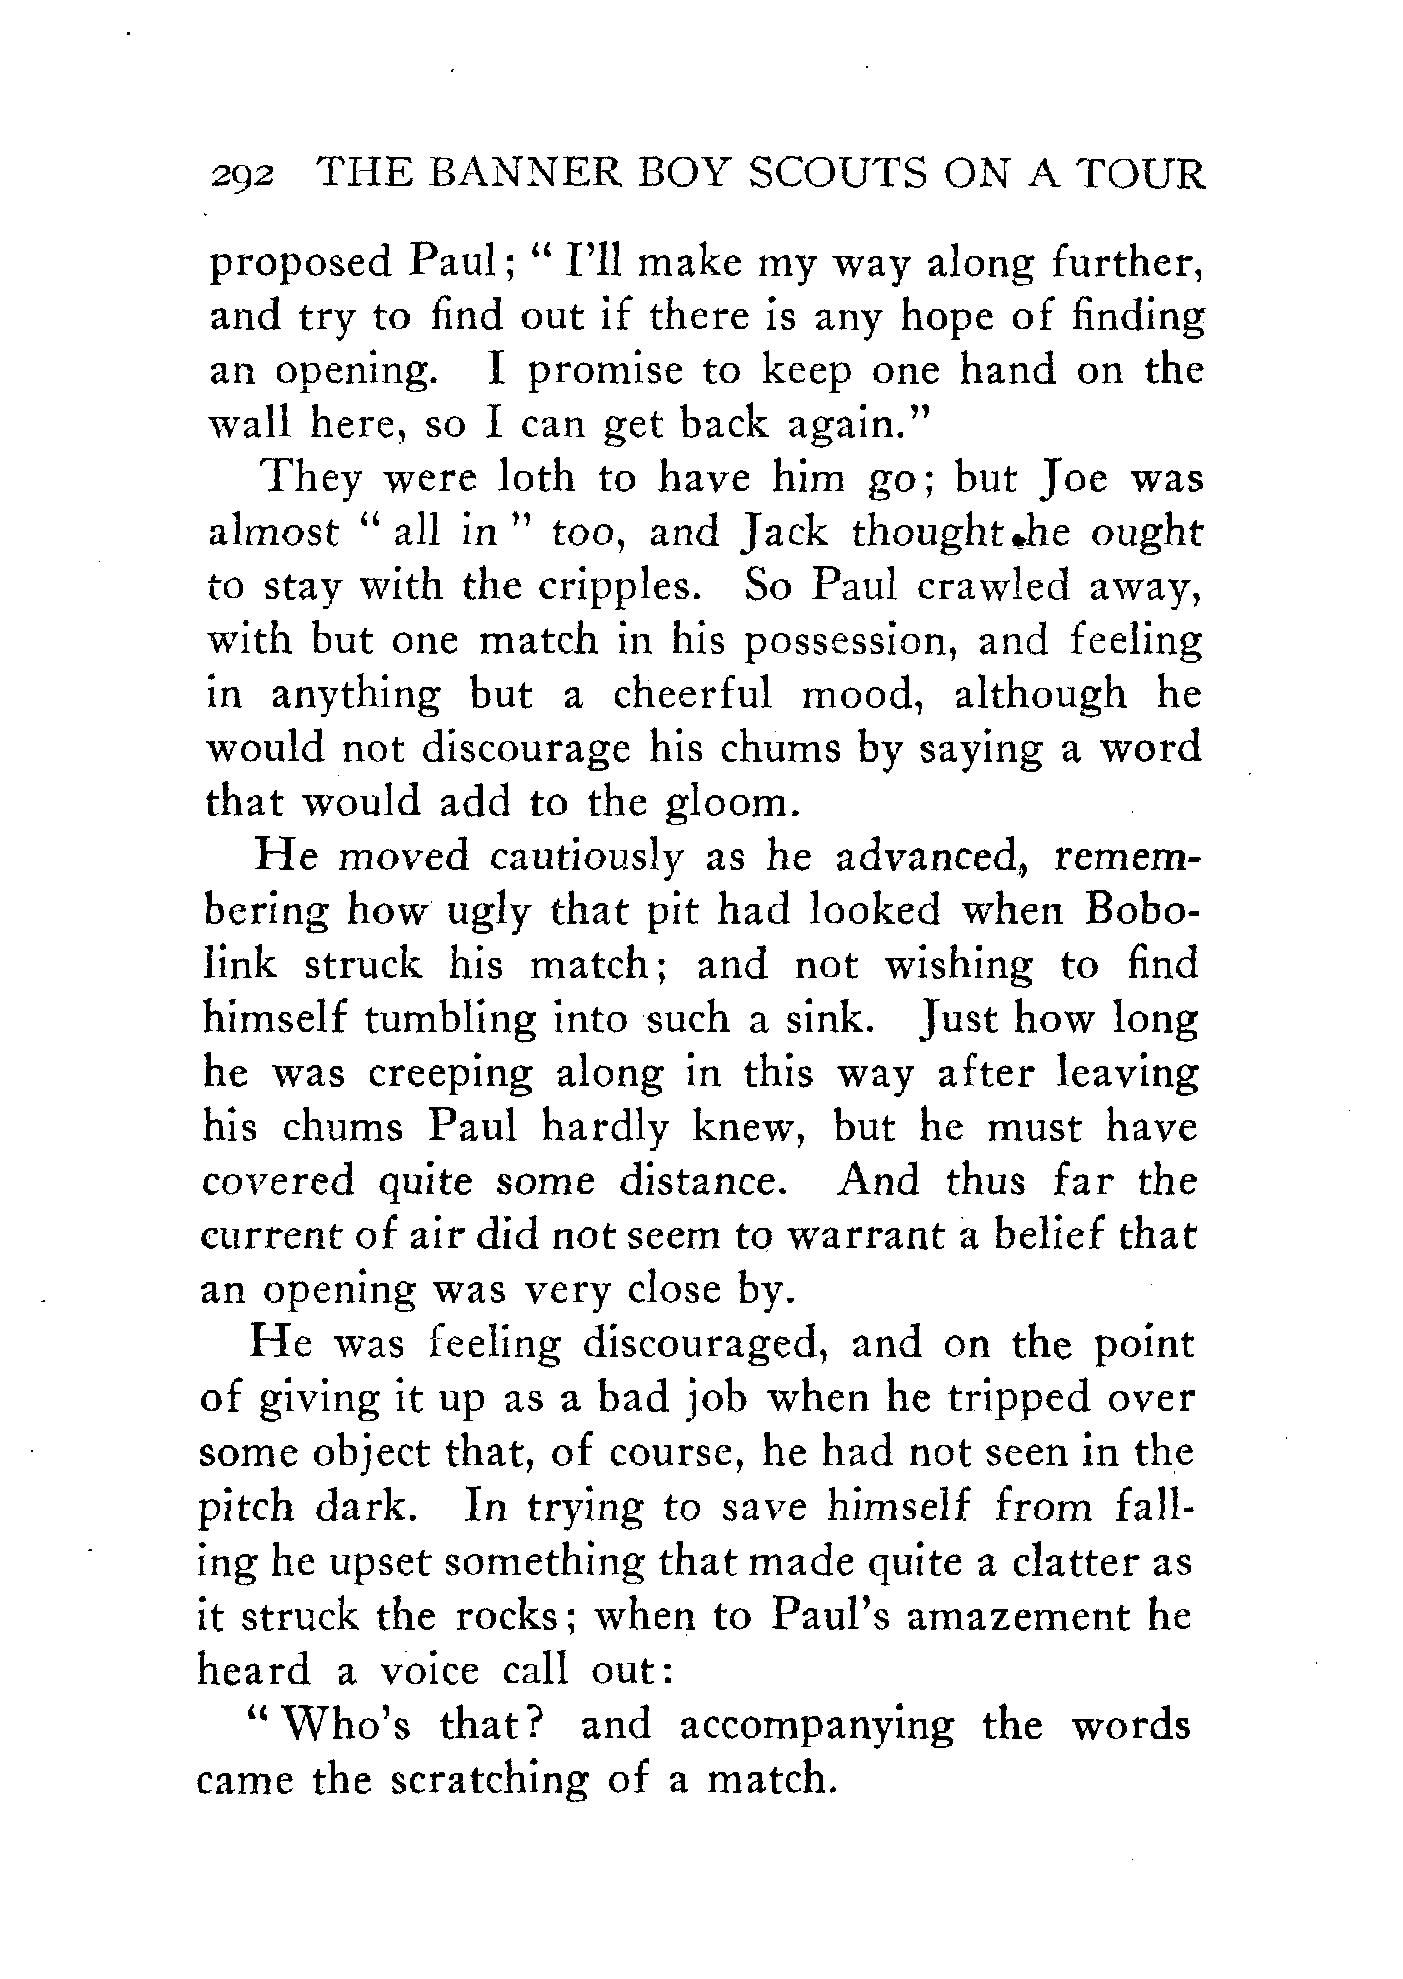 292 THE BANNER BOY SCOUTS ON A TOUR
proposed Paul; " I'll make my way along further,
and try to find out if there is any hope of finding
an opening. I promise to keep one hand on the
wall here, so I can get back again."
They were loth to have him go; but Joe was
almost " all in " too, and Jack thought he ought
to stay with the cripples. So Paul crawled away,
with but one match in his possession, and feeling
in anything but a cheerful mood, although he
would not discourage his chums by saying a word
that would add to the gloom.
He moved cautiously as he advanced, remem-
bering how ugly that pit had looked when Bobo-
link struck his match; and not wishing to find
himself tumbling into such a sink. Just how long
he was creeping along in this way after leaving
his chums Paul hardly knew, but he must have
covered quite some distance. And thus far the
current of air did not seem to warrant a belief that
an opening was very close by.
He was feeling discouraged, and on the point
of giving it up as a bad job when he tripped over
some object that, of course, he had not seen in the
pitch dark. In trying to save himself from fall-
ing he upset something that made quite a clatter as
it struck the rocks; when to Paul's amazement he
heard a voice call out:
" Who's that? and accompanying the words
came the scratching of a match.